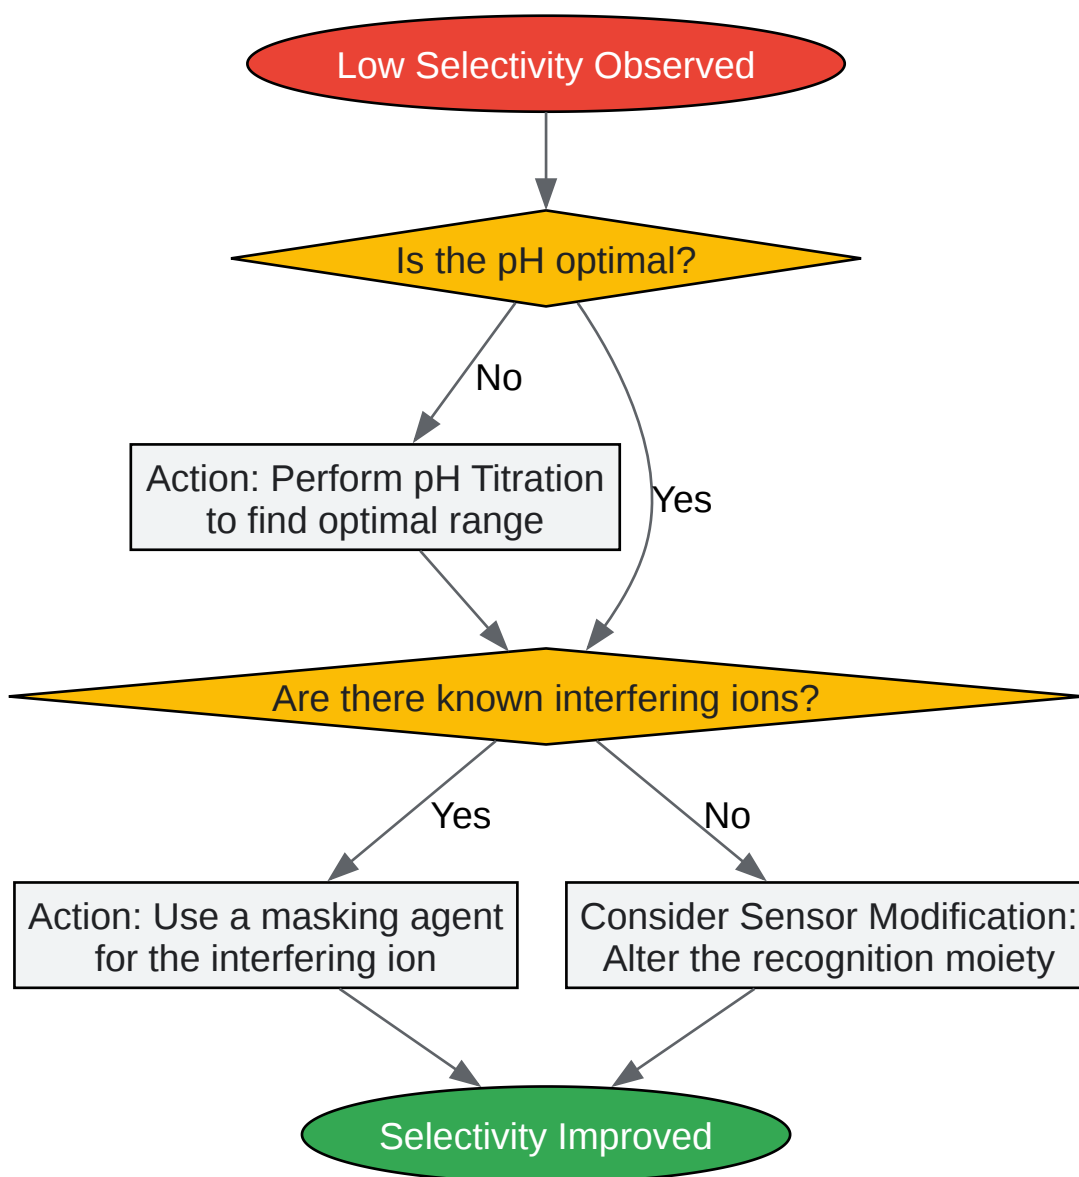 Low Selectivity Observed
Is the pH optimal?
No
Action: Perform pH Titration
to find optimal range
Yes
Are there known interfering ions?
Yes
No
Action: Use a masking agent
for the interfering ion
Consider Sensor Modification:
Alter the recognition moiety
Selectivity Improved